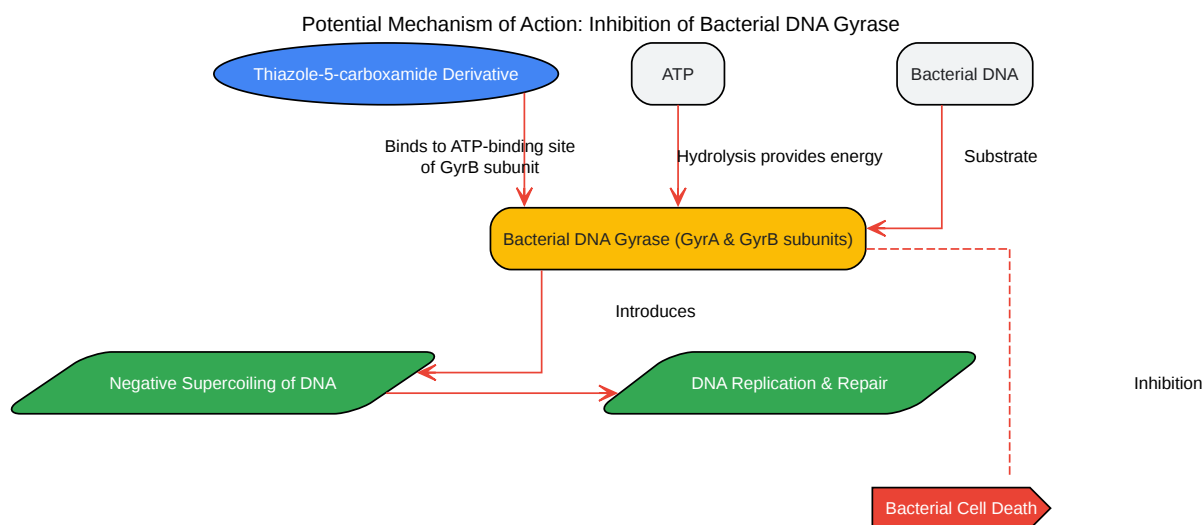 Potential Mechanism of Action: Inhibition of Bacterial DNA Gyrase
Thiazole-5-carboxamide Derivative
ATP
Bacterial DNA
Binds to ATP-binding site
of GyrB subunit
Hydrolysis provides energy
Substrate
Bacterial DNA Gyrase (GyrA & GyrB subunits)
Introduces
Negative Supercoiling of DNA
DNA Replication & Repair
Inhibition
Bacterial Cell Death